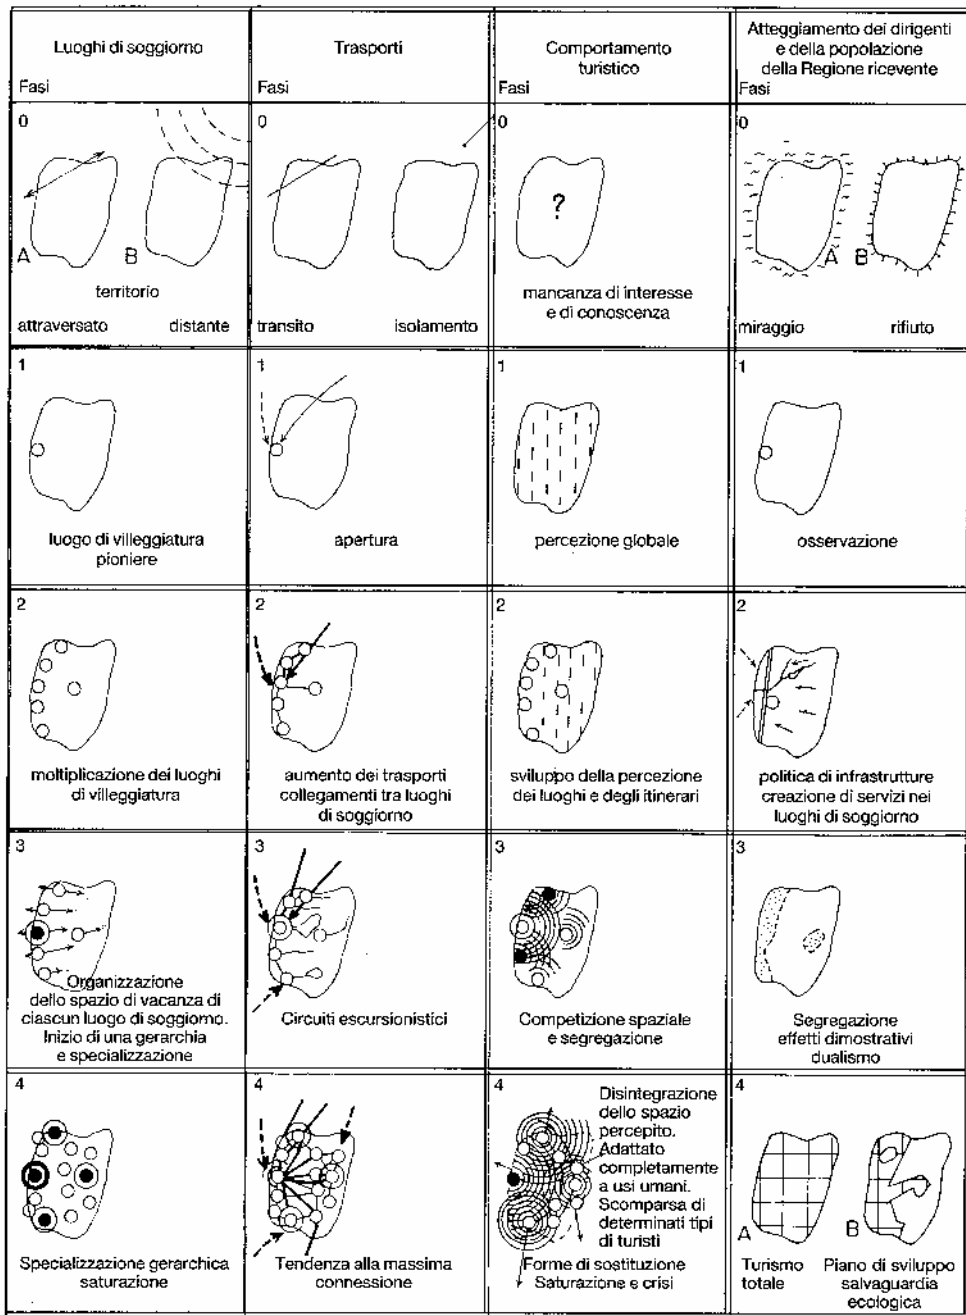 Luoghi di soggiorno
Fasi
Trasporti
Fasi
Comportamento
turistico
Fasi
Atteggiamento dei dirigenti
e della popolazione
della Regione ricevente
Fasi
0
A
B
territorio
attraversato
distante
0
transito
isolamento
0
?
mancanza di interesse
e di conoscenza
0
A
B
miraggio
rifiuto
1
luogo di villeggiatura
pioniere
1
apertura
1
percezione globale
1
osservazione
2
moltiplicazione dei luoghi
di villeggiatura
2
aumento dei trasporti
collegamenti tra luoghi
di soggiorno
2
sviluppo della percezione
dei luoghi e degli itinerari
2
politica di infrastrutture
creazione di servizi nei
luoghi di soggiorno
3
Organizzazione
dello spazio di vacanza di
ciascun luogo di soggiorno.
Inizio di una gerarchia
e specializzazione
3
Circuiti escursionistici
3
Competizione spaziale
e segregazione
3
Segregazione
effetti dimostrativi
dualismo
4
Specializzazione gerarchica
saturazione
4
Tendenza alla massima
connessione
4
Disintegrazione
dello spazio
percepito.
Adattato
completamente
a usi umani.
Scomparsa di
determinati tipi
di turisti
Forme di sostituzione
Saturazione e crisi
4
A
Turismo
totale
B
Piano di sviluppo
salvaguardia
ecologica